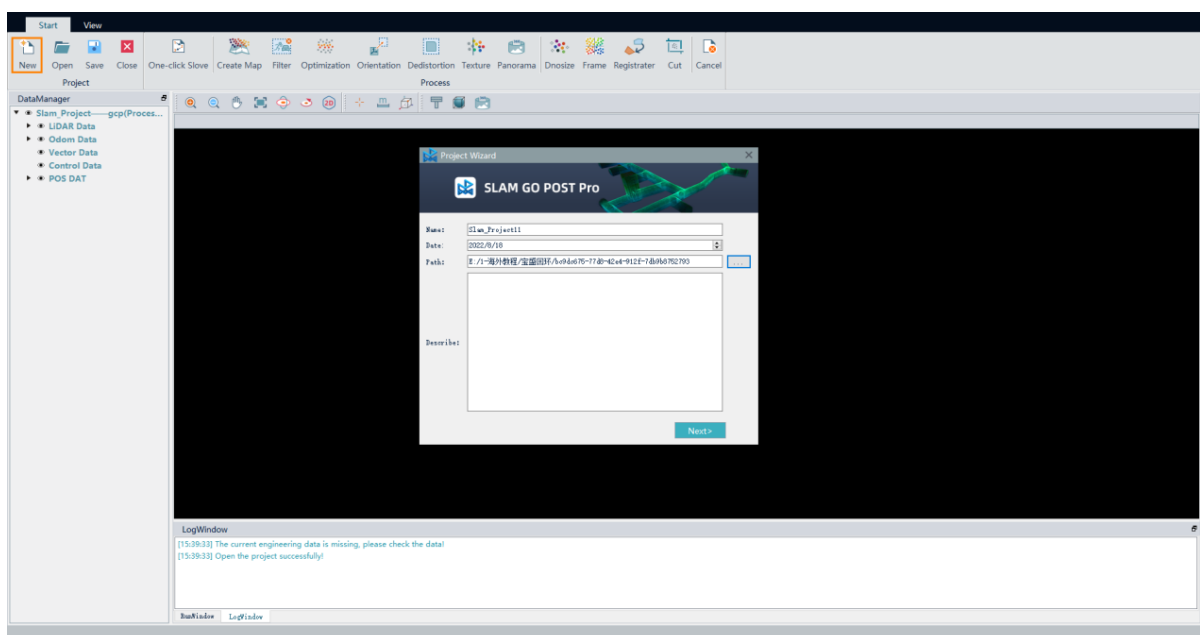 Start View
New Open Save Close One-click Slove Create Map Filter Optimization Orientation Dedistortion Texture Panorama Dnosize Frame Registrater Cut Cancel
Project Process
DataManager
Slam_Project——gcp(Proces...
LiDAR Data
Odom Data
Vector Data
Control Data
POS DAT
Project Wizard
SLAM GO POST Pro
Name: Slam_Project11
Date: 2022/8/18
Path: E:/1-海外教程/宝盛回环/bc9dc675-77d8-42e4-912f-7db9b8752793 ...
Describe:
Next>
LogWindow
[15:39:33] The current engineering data is missing, please check the data!
[15:39:33] Open the project successfully!
RunWindow LogWindow